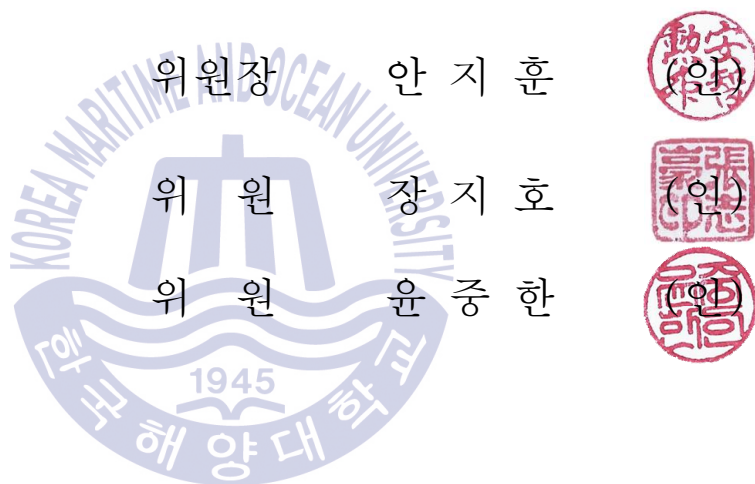 위원장 안 지 훈 (인)
위 원 장 지 호 (인)
위 원 윤 중 한 (인)
KOREA MARITIME AND OCEAN UNIVERSITY
1945
한국해양대학교